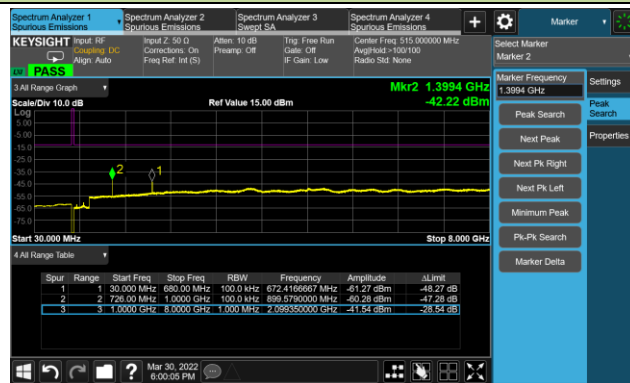 Spectrum Analyzer 1
Spurious Emissions
Spectrum Analyzer 2
Spurious Emissions
Spectrum Analyzer 3
Swept SA
Spectrum Analyzer 4
Spurious Emissions
+
Marker
KEYSIGHT
Input: RF
Coupling: DC
Align: Auto
Input Z: 50 Ω
Corrections: On
Freq Ref: Int (S)
Atten: 10 dB
Preamp: Off
Trig: Free Run
Gate: Off
IF Gain: Low
Center Freq: 515.000000 MHz
Avg|Hold:>100/100
Radio Std: None
Select Marker
Marker 2
LXI PASS
3 All Range Graph
Mkr2 1.3994 GHz
-42.22 dBm
Scale/Div 10.0 dB
Ref Value 15.00 dBm
Log
5.00
-5.00
-15.0
-25.0
-35.0
-45.0
-55.0
-65.0
-75.0
2
1
Start 30.000 MHz
Stop 8.000 GHz
Marker Frequency
1.3994 GHz
Settings
Peak Search
Peak
Search
Next Peak
Properties
Next Pk Right
Next Pk Left
Minimum Peak
Pk-Pk Search
Marker Delta
4 All Range Table
Spur Range Start Freq Stop Freq RBW Frequency Amplitude ΔLimit
1 1 30.000 MHz 680.00 MHz 100.0 kHz 672.4166667 MHz -61.27 dBm -48.27 dB
2 2 726.00 MHz 1.0000 GHz 100.0 kHz 899.5790000 MHz -60.28 dBm -47.28 dB
3 3 1.0000 GHz 8.0000 GHz 1.000 MHz 2.099350000 GHz -41.54 dBm -28.54 dB
?
Mar 30, 2022
6:00:05 PM